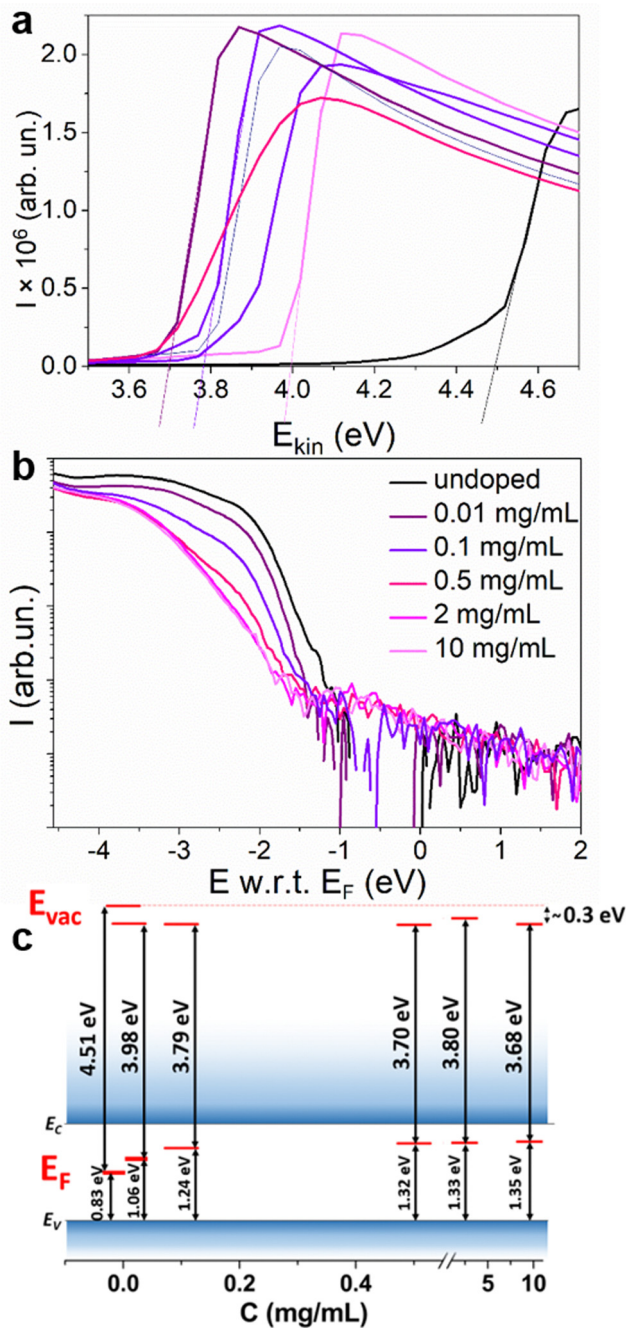 a
I × 10⁶ (arb. un.)
2.0
1.5
1.0
0.5
0.0
3.6 3.8 4.0 4.2 4.4 4.6
E_kin (eV)
b
I (arb.un.)
undoped
0.01 mg/mL
0.1 mg/mL
0.5 mg/mL
2 mg/mL
10 mg/mL
-4 -3 -2 -1 0 1 2
E w.r.t. E_F (eV)
E_vac
~0.3 eV
c
4.51 eV
3.98 eV
3.79 eV
3.70 eV
3.80 eV
3.68 eV
E_C
E_F
0.83 eV
1.06 eV
1.24 eV
1.32 eV
1.33 eV
1.35 eV
E_V
0.0 0.2 0.4 5 10
C (mg/mL)